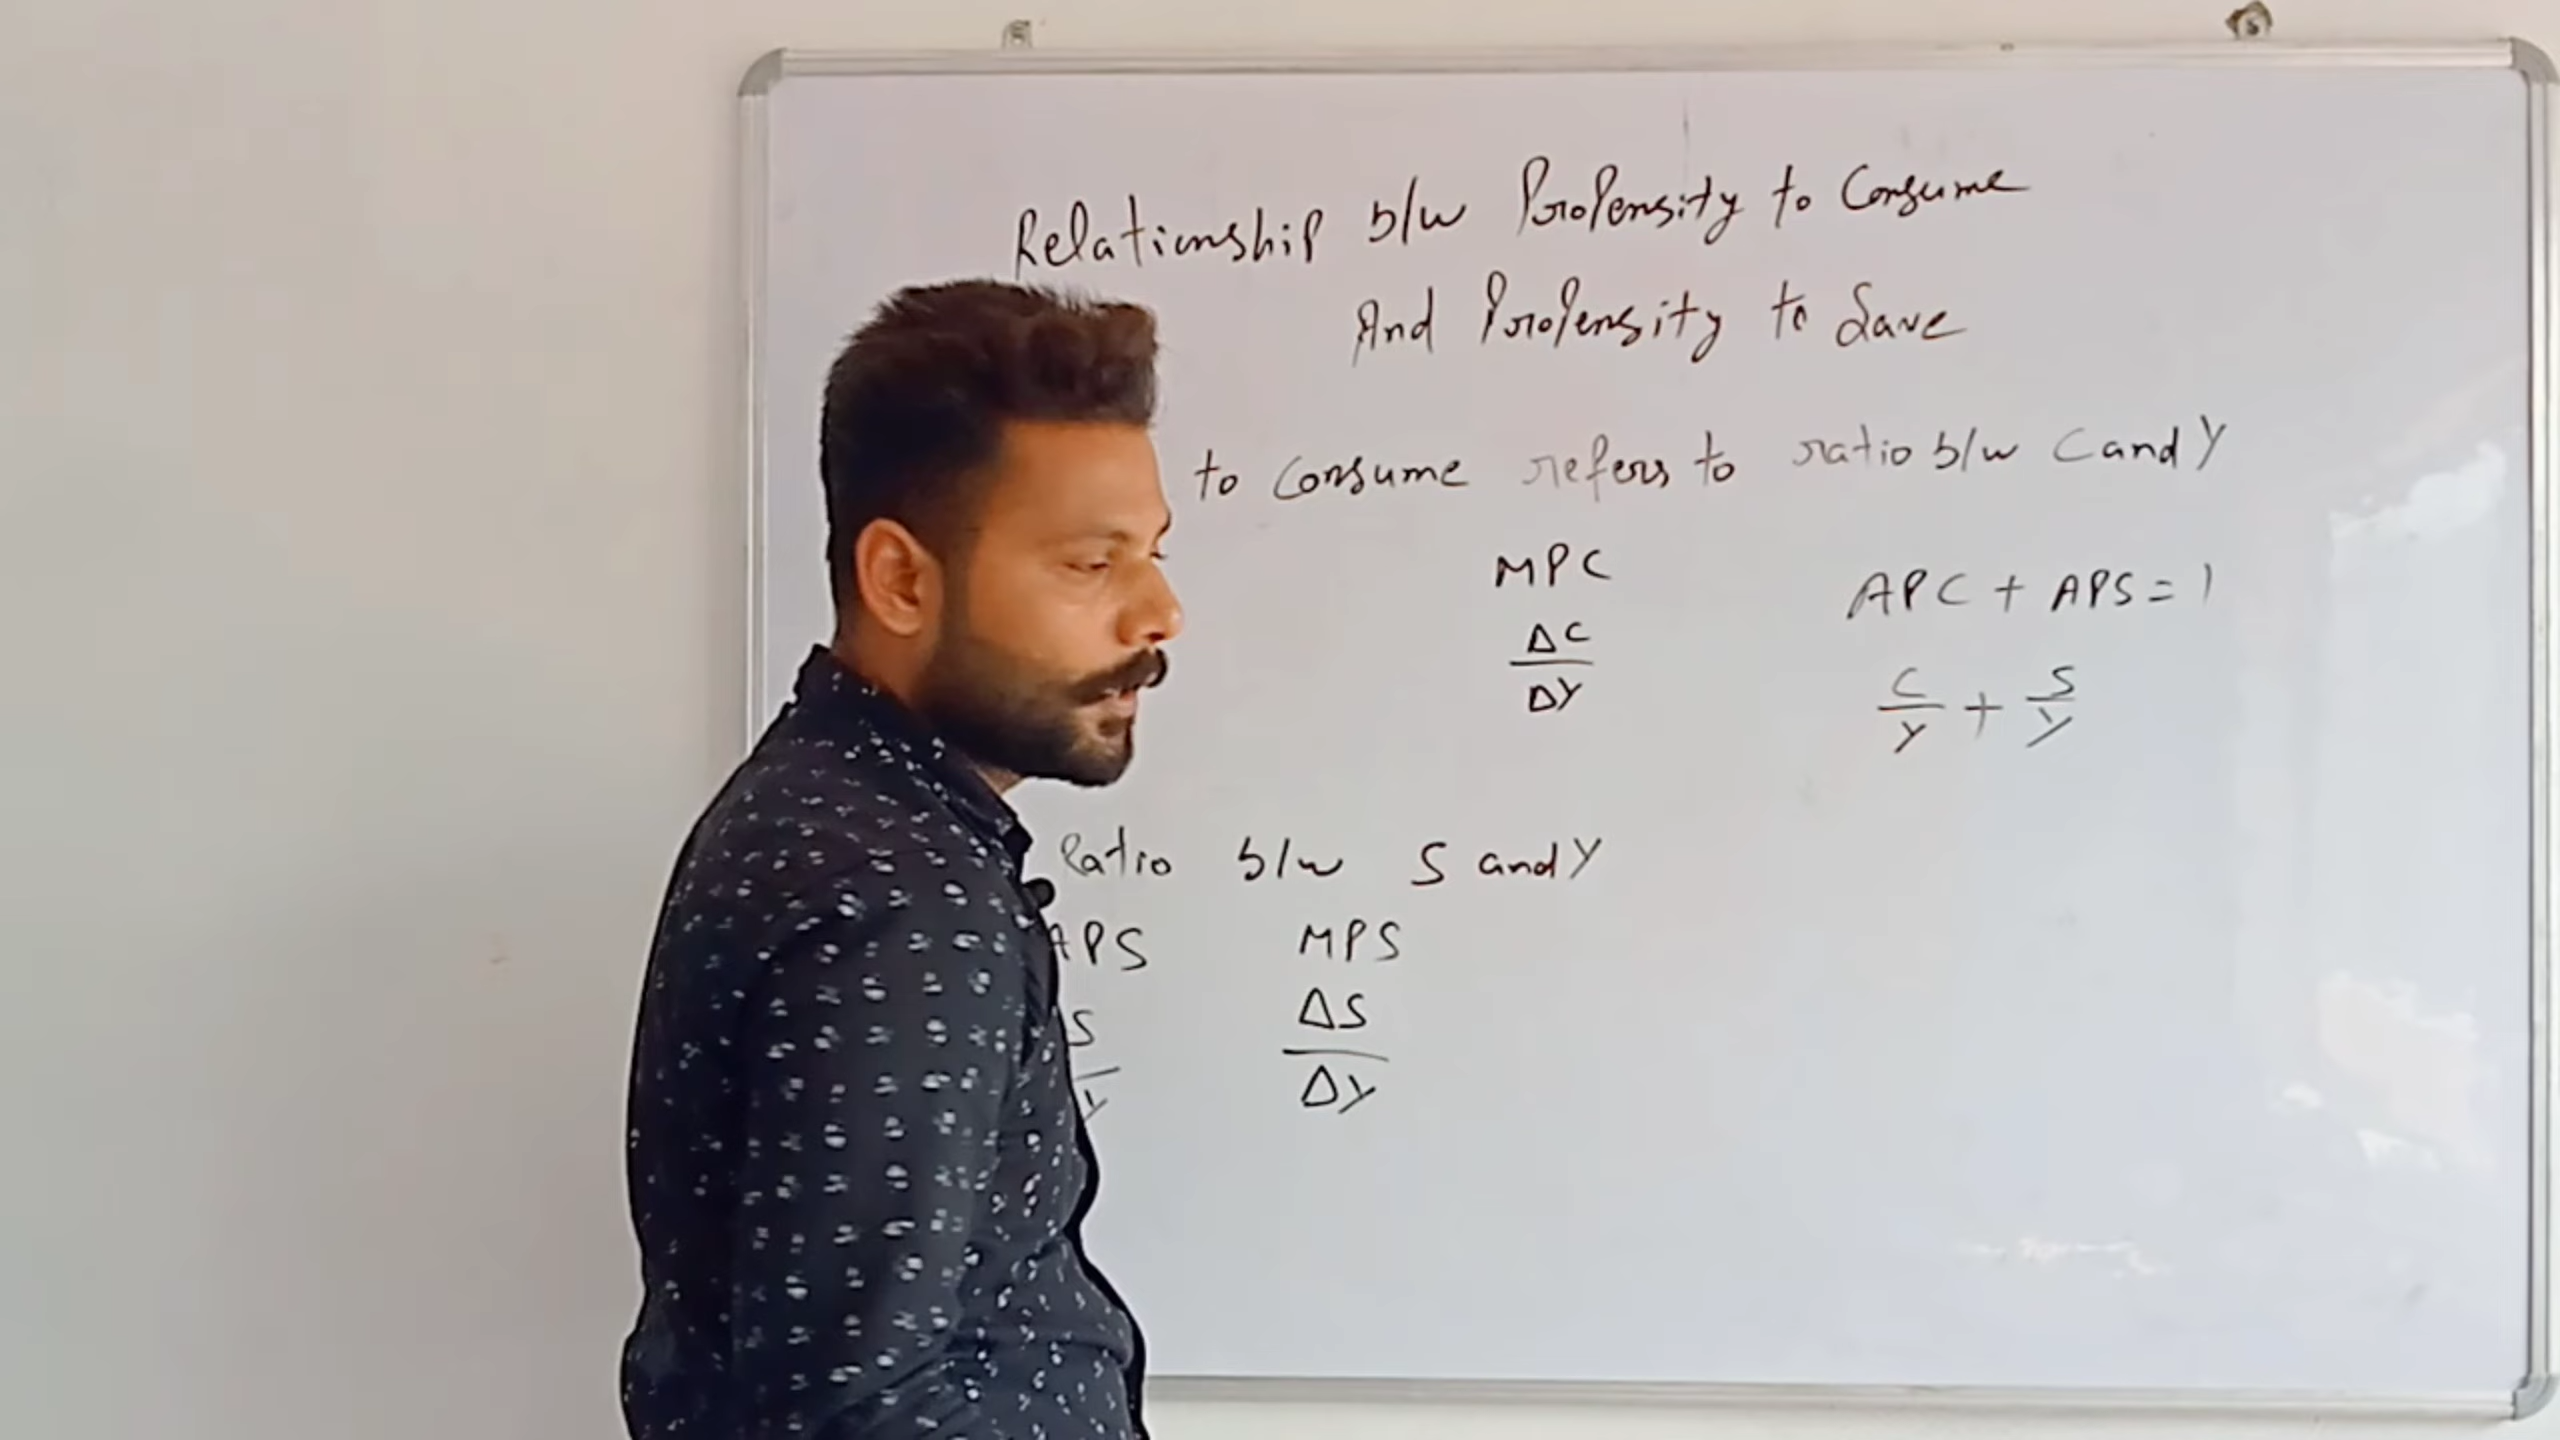 Relationship b/w Propensity to Consume
And Propensity to Save
to consume refers to ratio b/w C and Y
MPC
ΔC
ΔY
APC + APS = 1
C/Y + S/Y
Ratio b/w S and Y
APS
S
Y
MPS
ΔS
ΔY